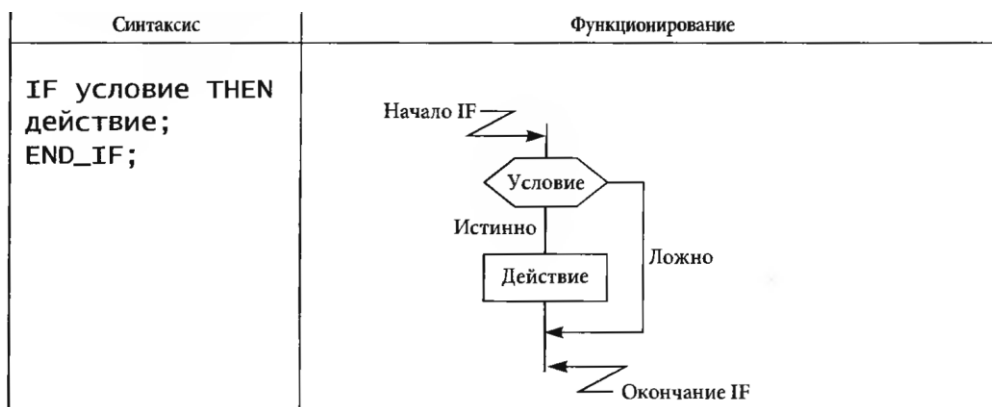 Синтаксис
Функционирование
IF условие THEN
действие;
END_IF;
Начало IF
Условие
Истинно
Ложно
Действие
Окончание IF